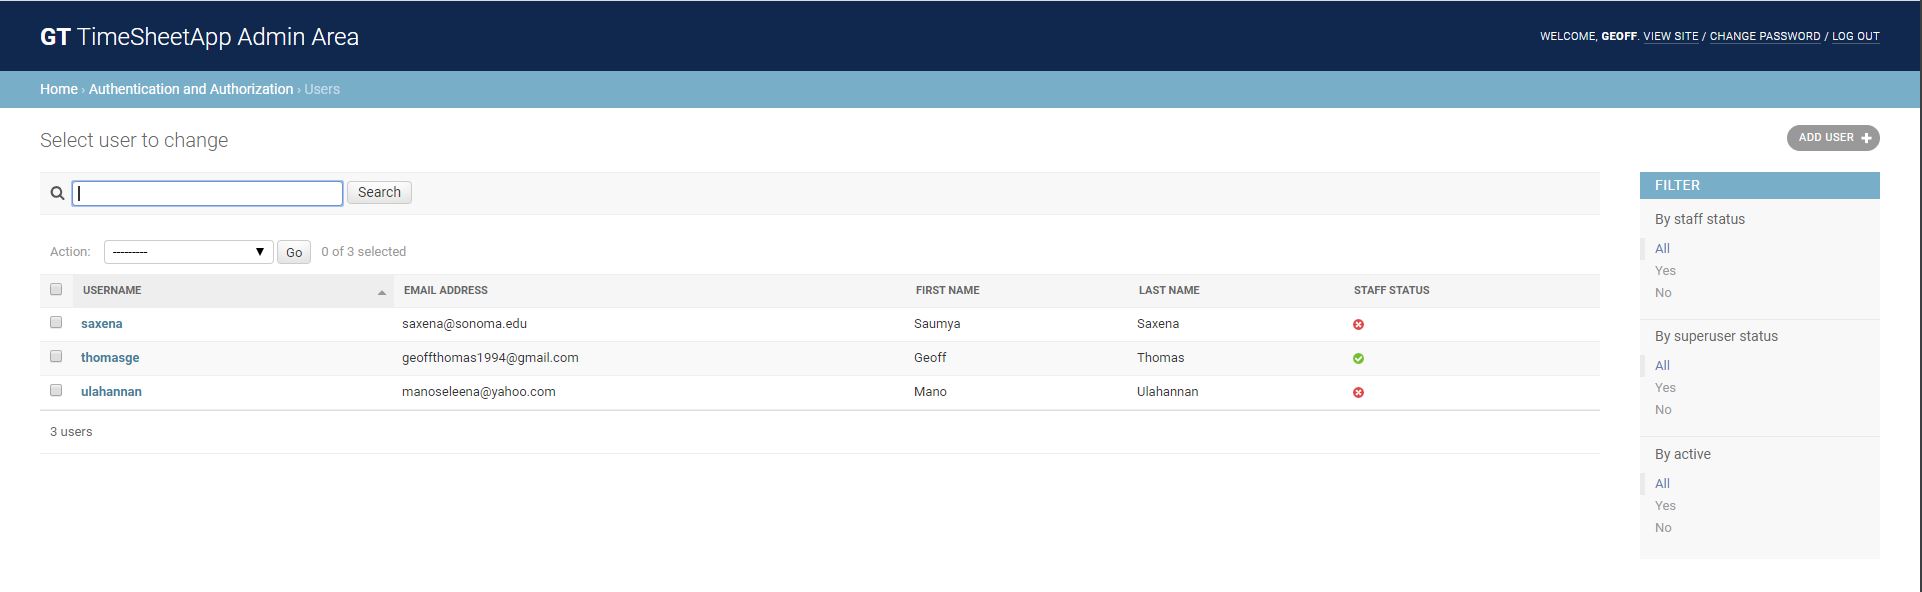 GT TimeSheetApp Admin Area
WELCOME, GEOFF. VIEW SITE / CHANGE PASSWORD / LOG OUT
Home › Authentication and Authorization › Users
Select user to change
ADD USER +
Search
Action: --------- Go 0 of 3 selected
USERNAME EMAIL ADDRESS FIRST NAME LAST NAME STAFF STATUS
saxena saxena@sonoma.edu Saumya Saxena
thomasge geoffthomas1994@gmail.com Geoff Thomas
ulahannan manoseleena@yahoo.com Mano Ulahannan
3 users
FILTER
By staff status
All
Yes
No
By superuser status
All
Yes
No
By active
All
Yes
No